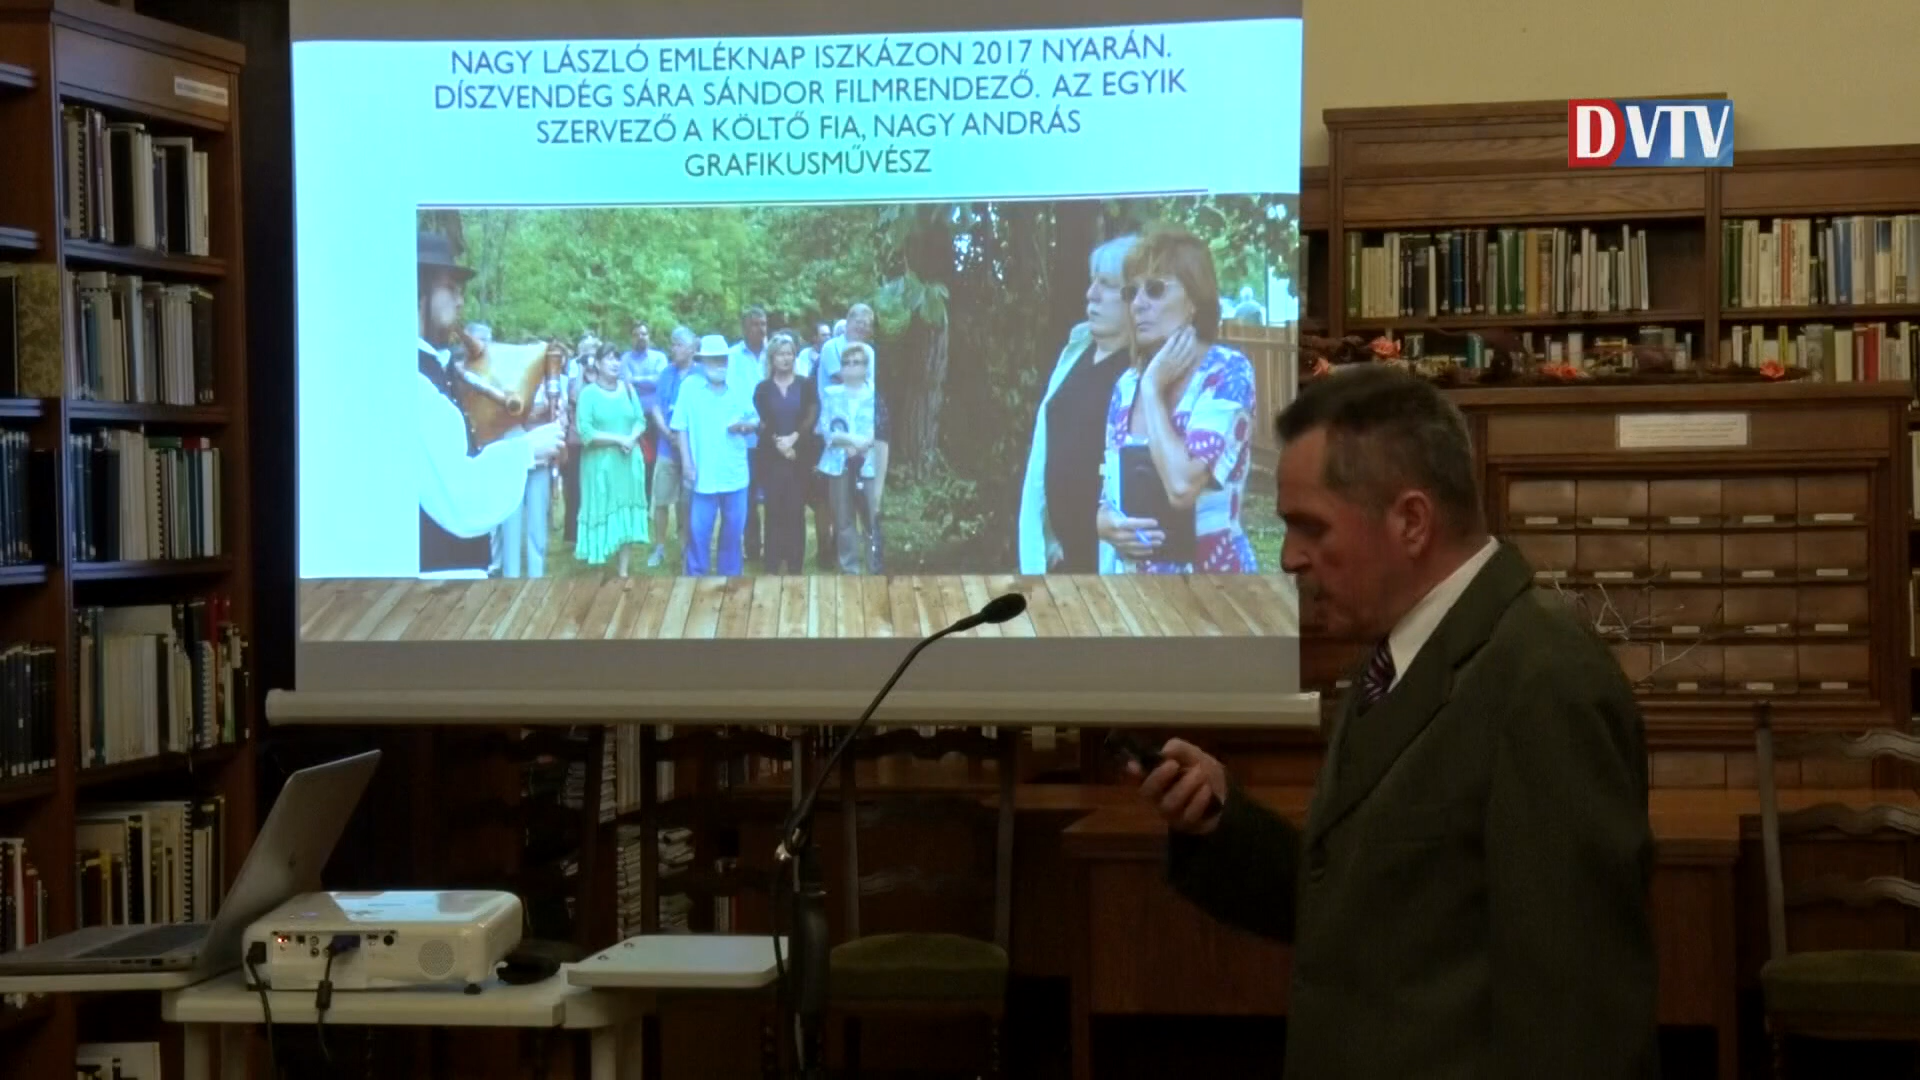 NAGY LÁSZLÓ EMLÉKNAP ISZKÁZON 2017 NYARÁN.
DÍSZVENDÉG SÁRA SÁNDOR FILMRENDEZŐ. AZ EGYIK
SZERVEZŐ A KÖLTŐ FIA, NAGY ANDRÁS
GRAFIKUSMŰVÉSZ
DVTV